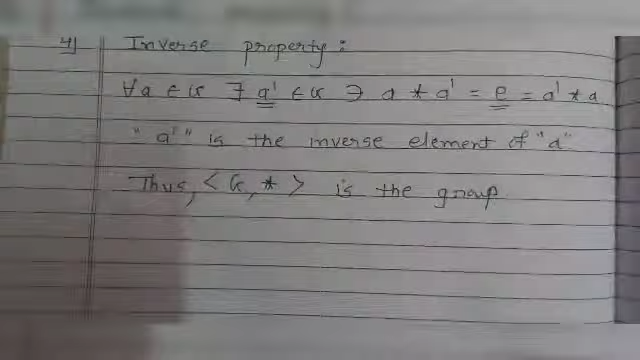 4) Inverse property :
∀a ∈ G ∃ a' ∈ G ∋ a * a' = e = a' * a
"a'" is the inverse element of "a"
Thus, < G, * > is the group